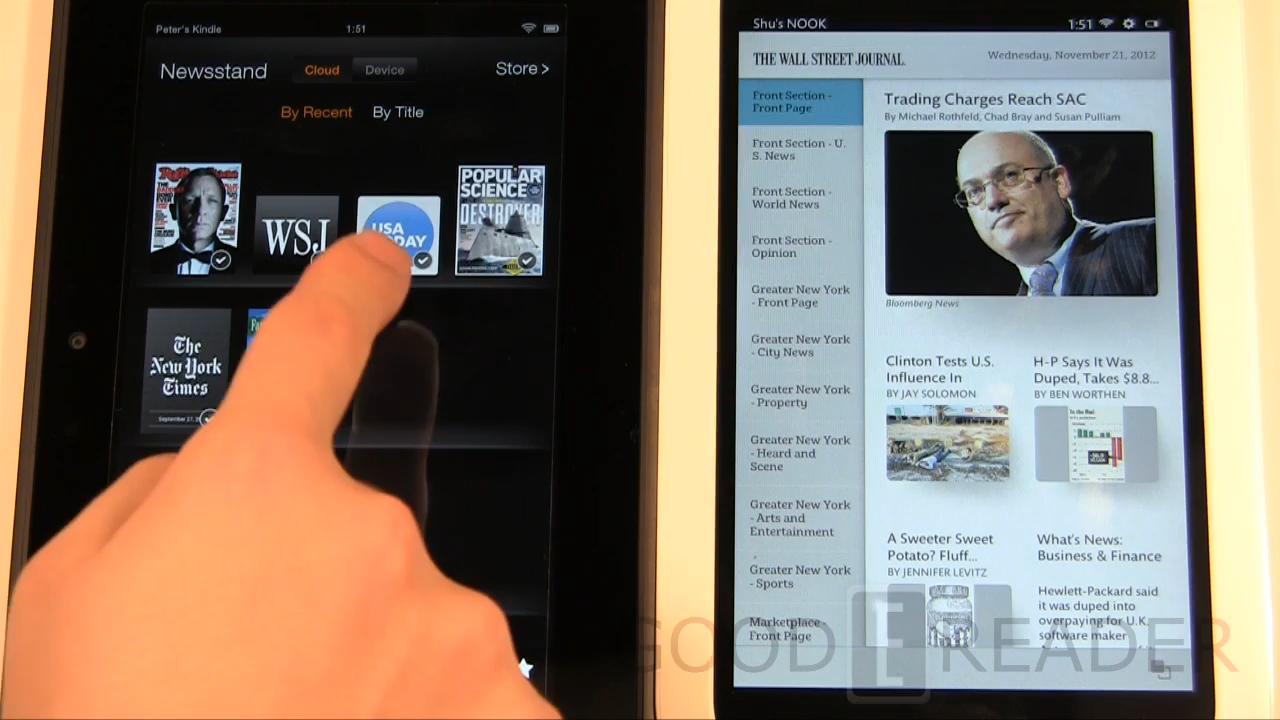 Peter's Kindle
1:51
Newsstand
Cloud
Device
Store >
By Recent
By Title
WSJ
USA
TODAY
POPULAR
SCIENCE
DESTROYER
The
New York
Times
Shu's NOOK
1:51
THE WALL STREET JOURNAL.
Wednesday, November 21, 2012
Front Section -
Front Page
Front Section - U.
S. News
Front Section -
World News
Front Section -
Opinion
Greater New York
- Front Page
Greater New York
- City News
Greater New York
- Property
Greater New York
- Heard and
Scene
Greater New York
- Arts and
Entertainment
Greater New York
- Sports
Marketplace -
Front Page
Trading Charges Reach SAC
By Michael Rothfeld, Chad Bray and Susan Pulliam
Bloomberg News
Clinton Tests U.S.
Influence In
BY JAY SOLOMON
H-P Says It Was
Duped, Takes $8.8...
BY BEN WORTHEN
In the Red
A Sweeter Sweet
Potato? Fluff...
BY JENNIFER LEVITZ
What's News:
Business & Finance
Hewlett-Packard said
it was duped into
overpaying for U.K.
software maker
GOOD E READER